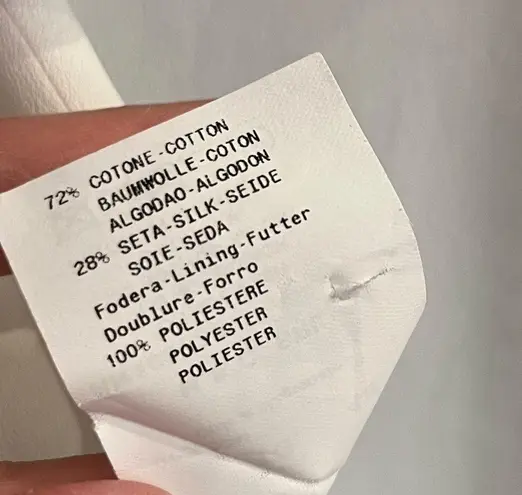 72% COTONE-COTTON
BAUMWOLLE-COTON
ALGODAO-ALGODON
28% SETA-SILK-SEIDE
SOIE-SEDA
Fodera-Lining-Futter
Doublure-Forro
100% POLIESTERE
POLYESTER
POLIESTER